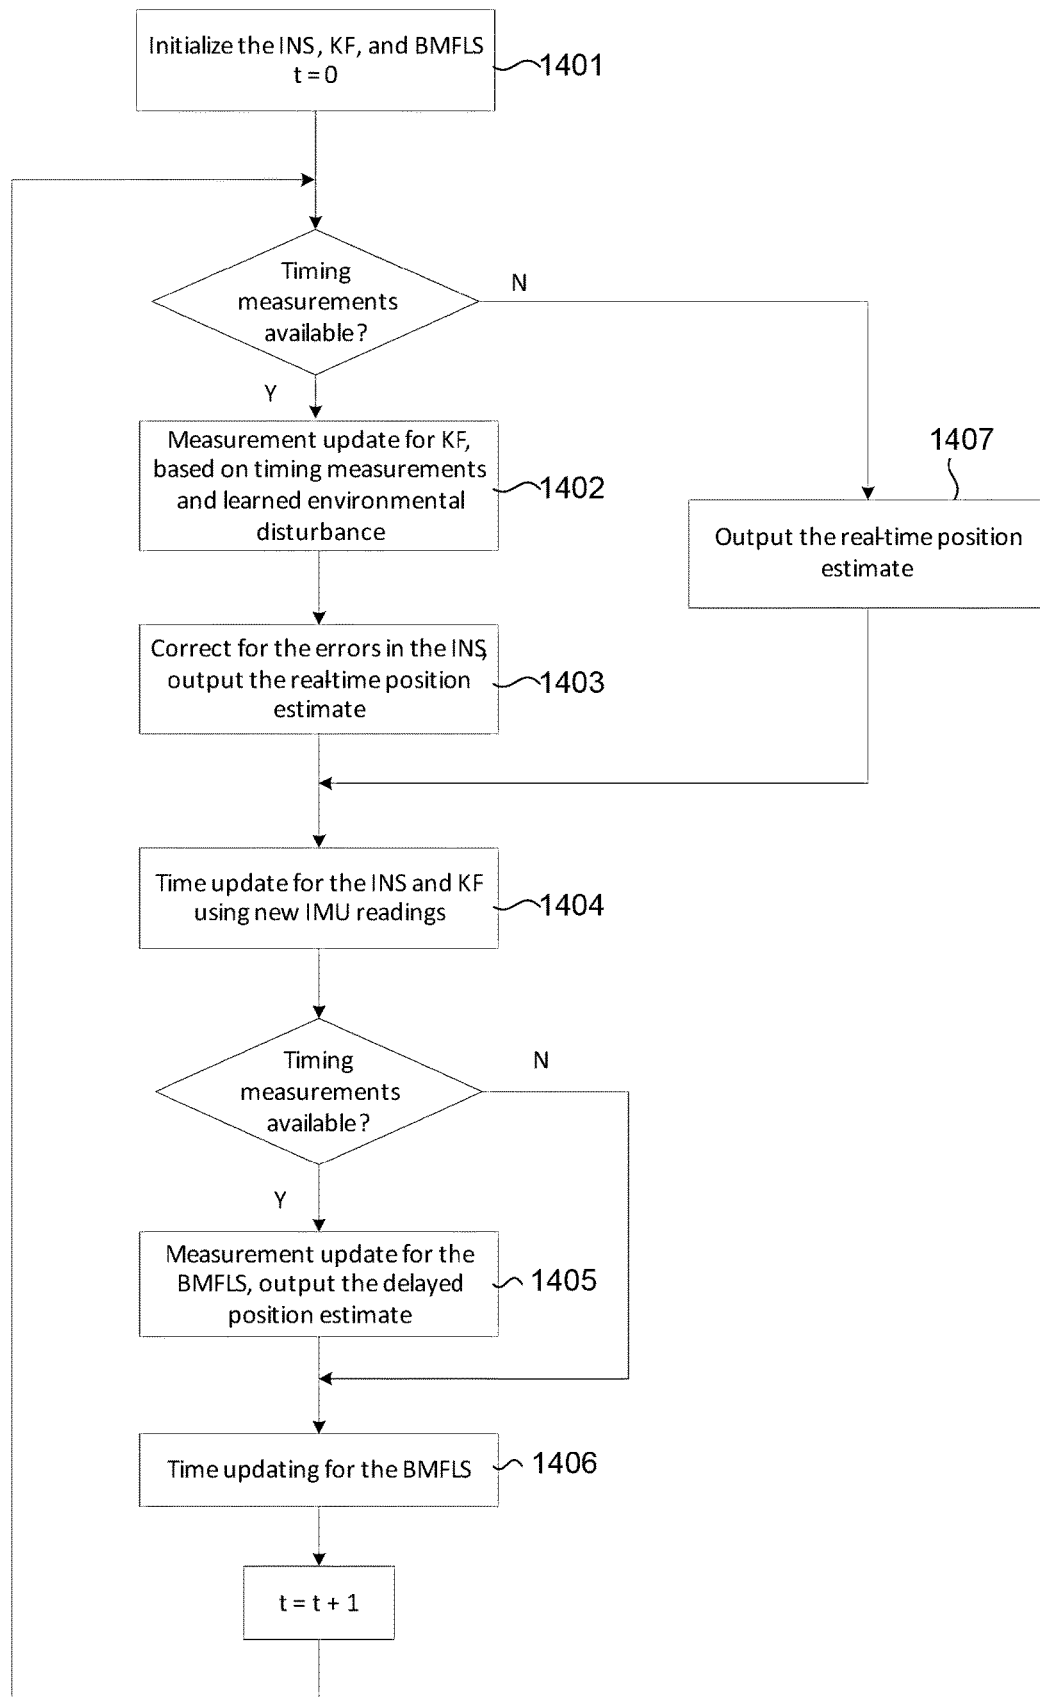 Initialize the INS, KF, and BMFLS
t = 0
1401
Timing
measurements
available?
N
Y
Measurement update for KF,
based on timing measurements
and learned environmental
disturbance
1402
1407
Output the real-time position
estimate
Correct for the errors in the INS,
output the real-time position
estimate
1403
Time update for the INS and KF
using new IMU readings
1404
Timing
measurements
available?
N
Y
Measurement update for the
BMFLS, output the delayed
position estimate
1405
Time updating for the BMFLS
1406
t = t + 1